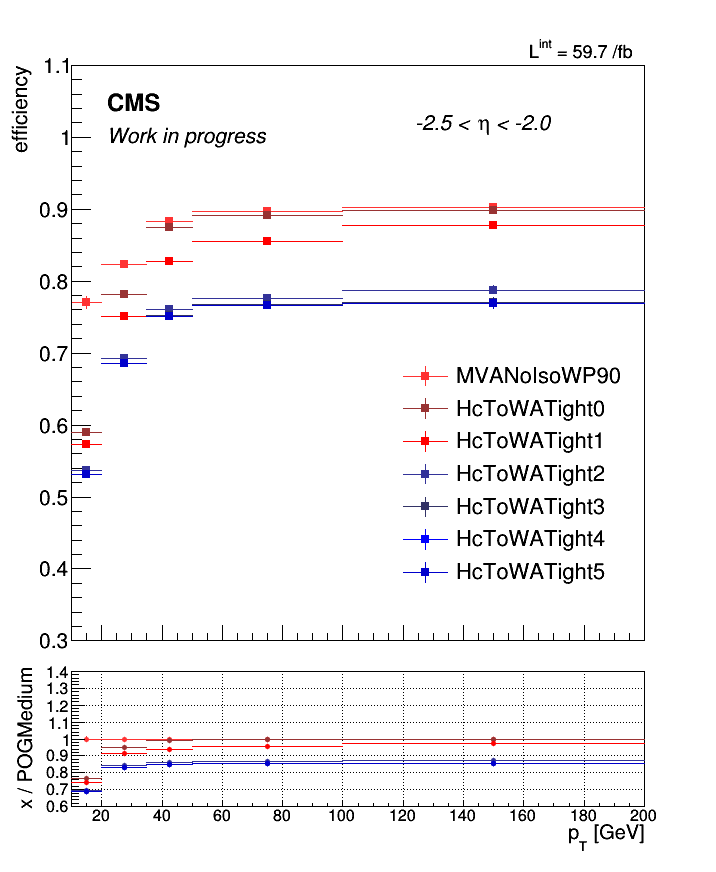 L^int = 59.7 /fb
efficiency
CMS
Work in progress
-2.5 < η < -2.0
1.1
1
0.9
0.8
0.7
0.6
0.5
0.4
0.3
MVANoIsoWP90
HcToWATight0
HcToWATight1
HcToWATight2
HcToWATight3
HcToWATight4
HcToWATight5
x / POGMedium
1.4
1.3
1.2
1.1
1
0.9
0.8
0.7
0.6
20 40 60 80 100 120 140 160 180 200
p_T [GeV]